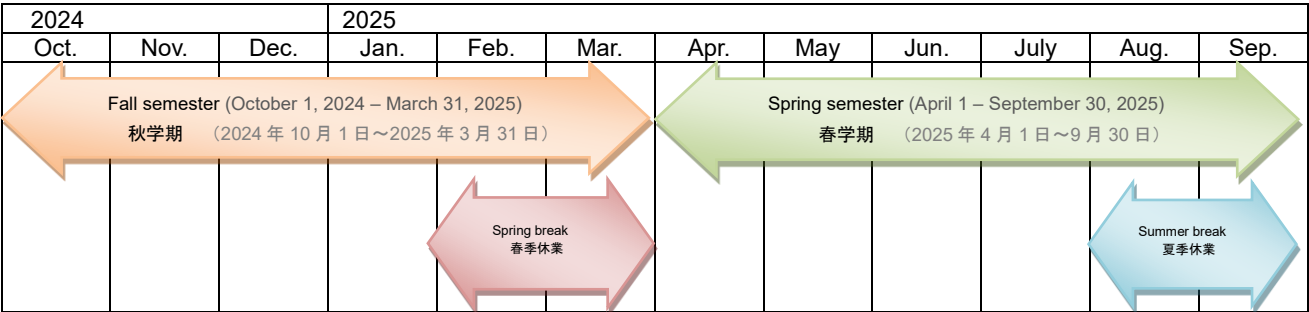 2024 2025
Oct. Nov. Dec. Jan. Feb. Mar. Apr. May Jun. July Aug. Sep.
Fall semester (October 1, 2024 – March 31, 2025)
秋学期 （2024 年 10 月 1 日～2025 年 3 月 31 日）
Spring semester (April 1 – September 30, 2025)
春学期 （2025 年 4 月 1 日～9 月 30 日）
Spring break
春季休業
Summer break
夏季休業